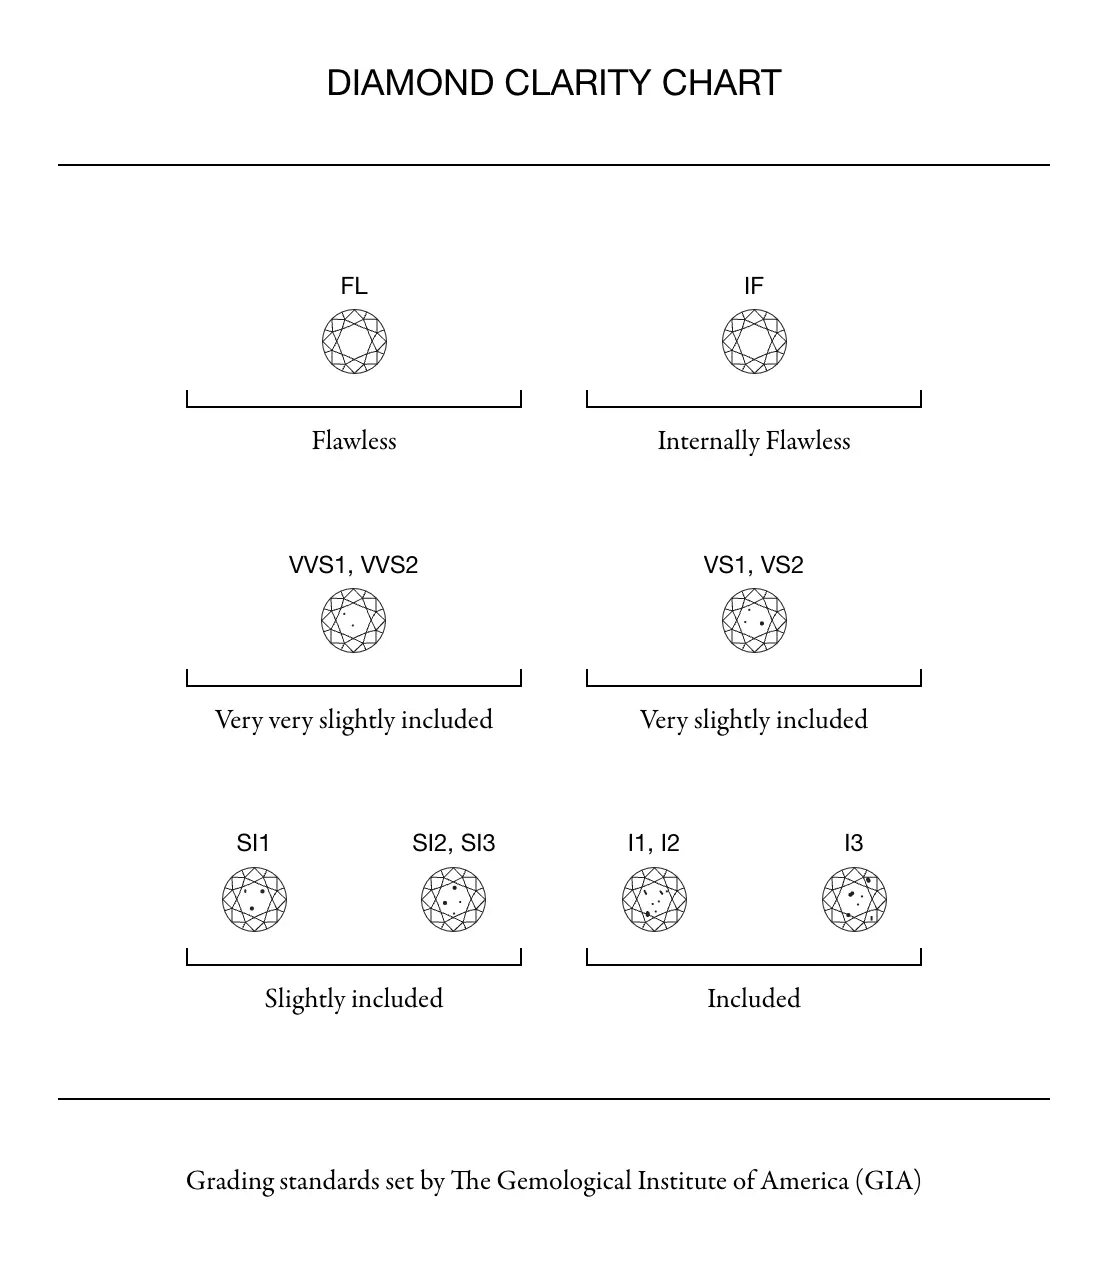 DIAMOND CLARITY CHART
FL
IF
Flawless
Internally Flawless
VVS1, VVS2
VS1, VS2
Very very slightly included
Very slightly included
SI1
SI2, SI3
I1, I2
I3
Slightly included
Included
Grading standards set by The Gemological Institute of America (GIA)